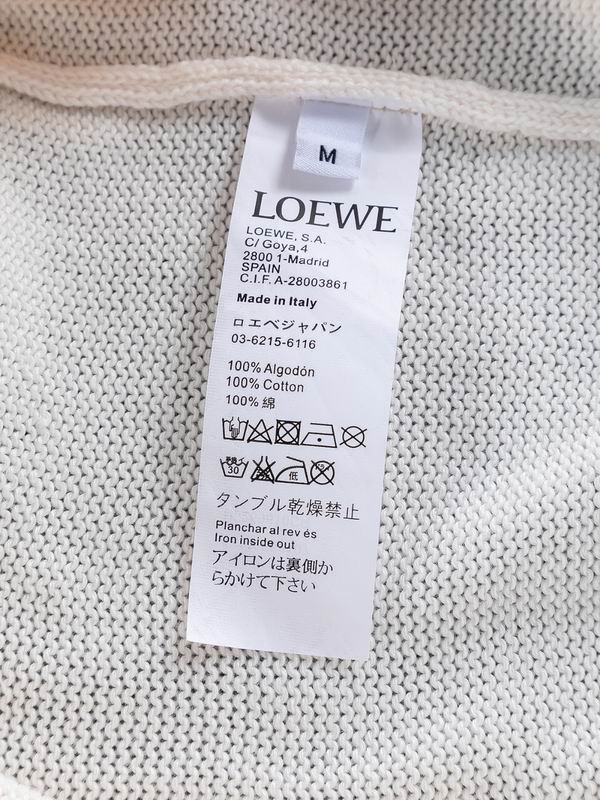 M
LOEWE
LOEWE, S.A.
C/ Goya,4
2800 1-Madrid
SPAIN
C.I.F. A-28003861
Made in Italy
ロエベジャパン
03-6215-6116
100% Algodón
100% Cotton
100% 綿
30
低
タンブル乾燥禁止
Planchar al rev és
Iron inside out
アイロンは裏側か
らかけて下さい